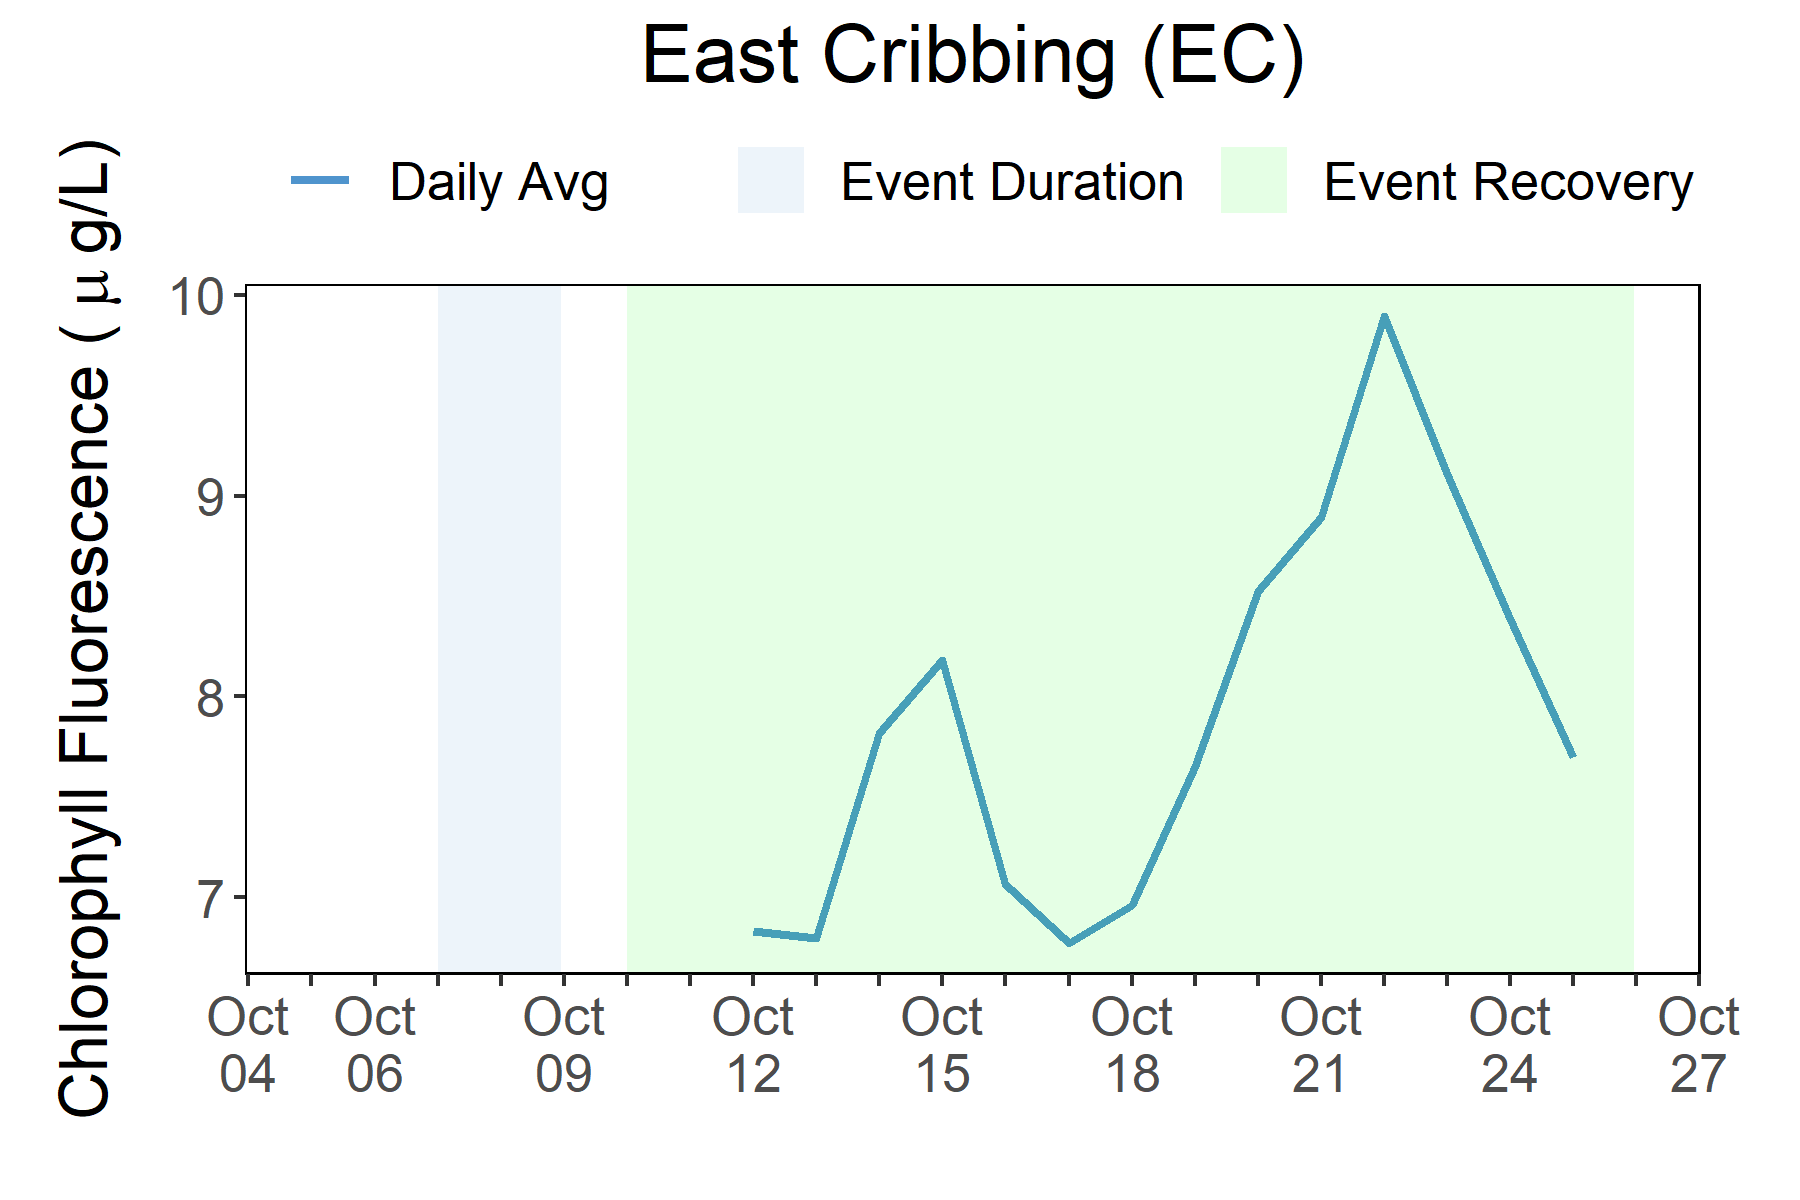 East Cribbing (EC)
Daily Avg Event Duration Event Recovery
Chlorophyll Fluorescence ( μ g/L)
10
9
8
7
Oct Oct Oct Oct Oct Oct Oct Oct Oct
04 06 09 12 15 18 21 24 27